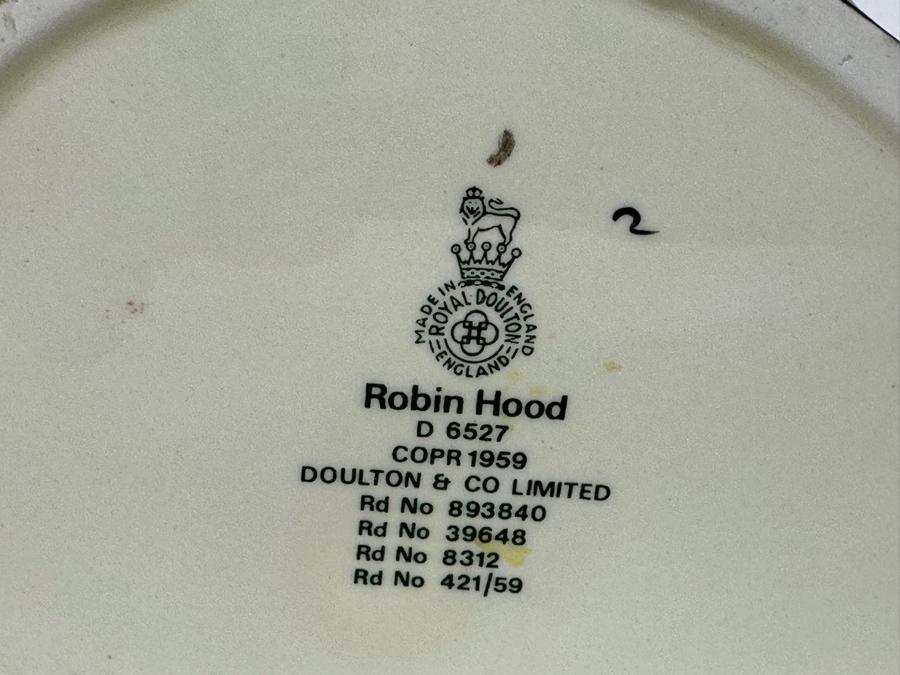 2
MADE IN ENGLAND
ROYAL DOULTON
ENGLAND
Robin Hood
D 6527
COPR 1959
DOULTON & CO LIMITED
Rd No 893840
Rd No 39648
Rd No 8312
Rd No 421/59